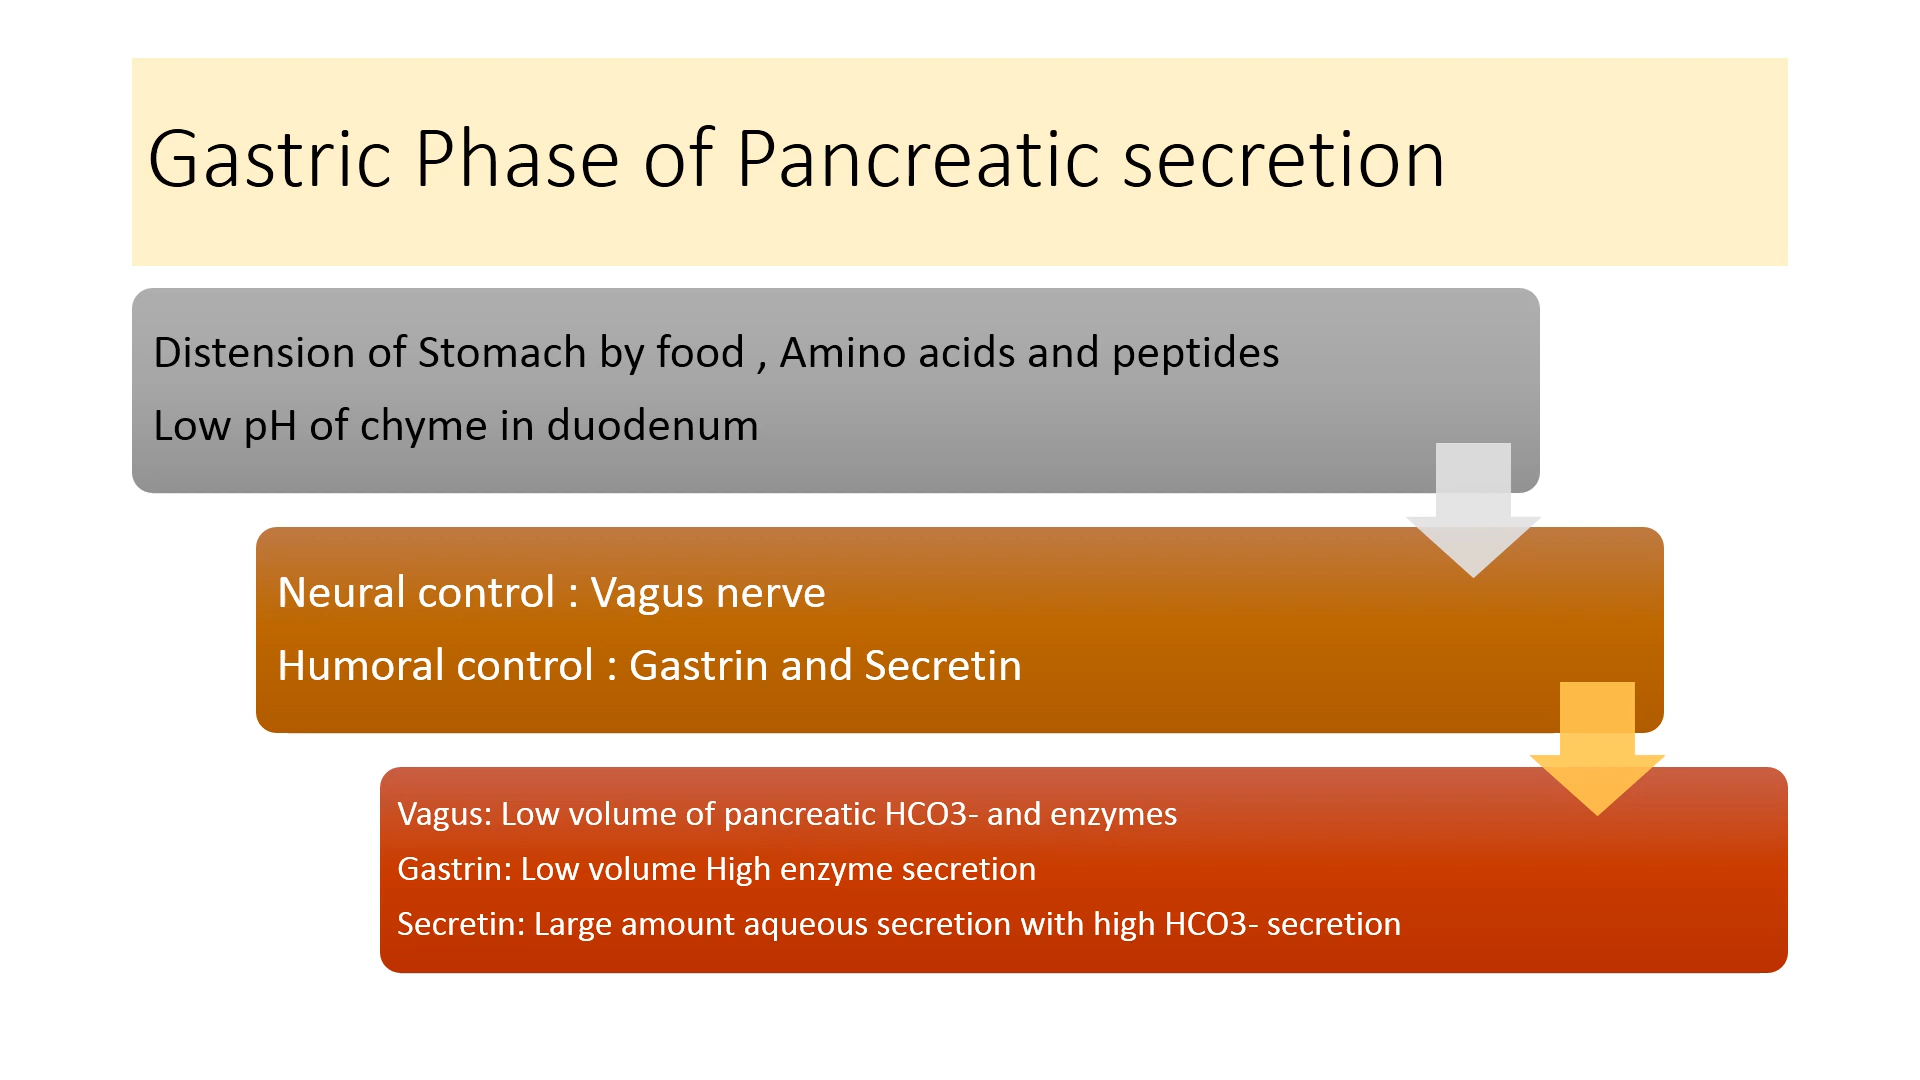 Gastric Phase of Pancreatic secretion
Distension of Stomach by food , Amino acids and peptides
Low pH of chyme in duodenum
Neural control : Vagus nerve
Humoral control : Gastrin and Secretin
Vagus: Low volume of pancreatic HCO3- and enzymes
Gastrin: Low volume High enzyme secretion
Secretin: Large amount aqueous secretion with high HCO3- secretion